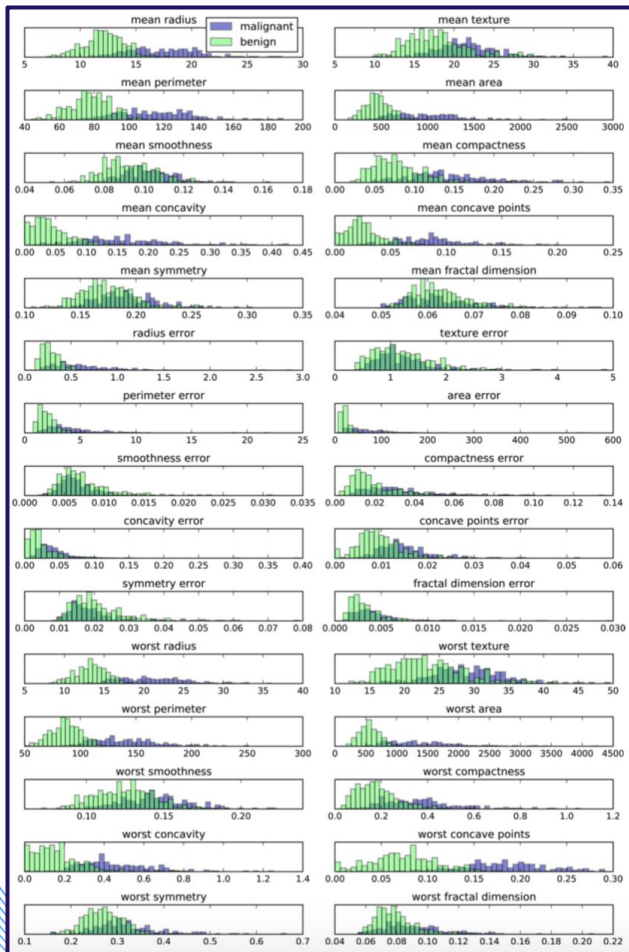 mean radius
malignant
benign
5 10 15 20 25 30
mean texture
5 10 15 20 25 30 35 40
mean perimeter
40 60 80 100 120 140 160 180 200
mean area
0 500 1000 1500 2000 2500 3000
mean smoothness
0.04 0.06 0.08 0.10 0.12 0.14 0.16 0.18
mean compactness
0.00 0.05 0.10 0.15 0.20 0.25 0.30 0.35
mean concavity
0.00 0.05 0.10 0.15 0.20 0.25 0.30 0.35 0.40 0.45
mean concave points
0.00 0.05 0.10 0.15 0.20 0.25
mean symmetry
0.10 0.15 0.20 0.25 0.30 0.35
mean fractal dimension
0.04 0.05 0.06 0.07 0.08 0.09 0.10
radius error
0.0 0.5 1.0 1.5 2.0 2.5 3.0
texture error
0 1 2 3 4 5
perimeter error
0 5 10 15 20 25
area error
0 100 200 300 400 500 600
smoothness error
0.000 0.005 0.010 0.015 0.020 0.025 0.030 0.035
compactness error
0.00 0.02 0.04 0.06 0.08 0.10 0.12 0.14
concavity error
0.00 0.05 0.10 0.15 0.20 0.25 0.30 0.35 0.40
concave points error
0.00 0.01 0.02 0.03 0.04 0.05 0.06
symmetry error
0.00 0.01 0.02 0.03 0.04 0.05 0.06 0.07 0.08
fractal dimension error
0.000 0.005 0.010 0.015 0.020 0.025 0.030
worst radius
5 10 15 20 25 30 35 40
worst texture
10 15 20 25 30 35 40 45 50
worst perimeter
50 100 150 200 250 300
worst area
0 500 1000 1500 2000 2500 3000 3500 4000 4500
worst smoothness
0.10 0.15 0.20
worst compactness
0.0 0.2 0.4 0.6 0.8 1.0 1.2
worst concavity
0.0 0.2 0.4 0.6 0.8 1.0 1.2 1.4
worst concave points
0.00 0.05 0.10 0.15 0.20 0.25 0.30
worst symmetry
0.1 0.2 0.3 0.4 0.5 0.6 0.7
worst fractal dimension
0.04 0.06 0.08 0.10 0.12 0.14 0.16 0.18 0.20 0.22